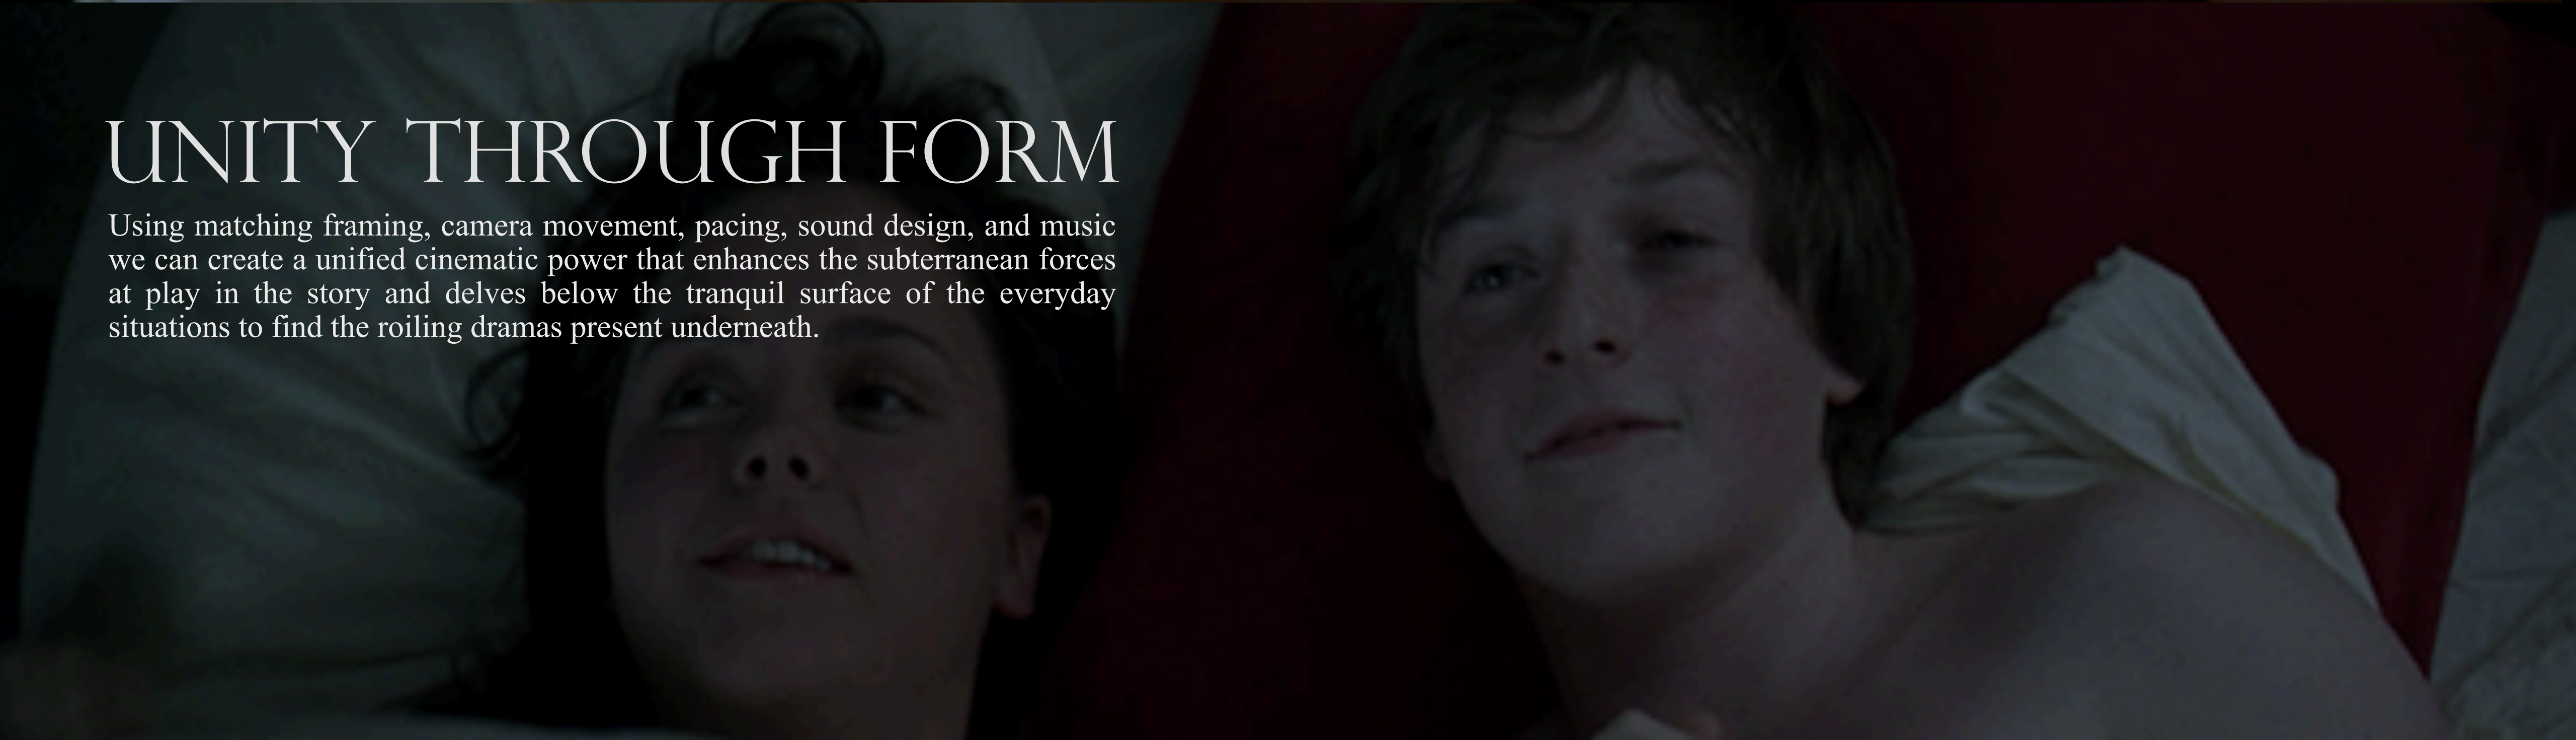 UNITY THROUGH FORM
Using matching framing, camera movement, pacing, sound design, and music
we can create a unified cinematic power that enhances the subterranean forces
at play in the story and delves below the tranquil surface of the everyday
situations to find the roiling dramas present underneath.